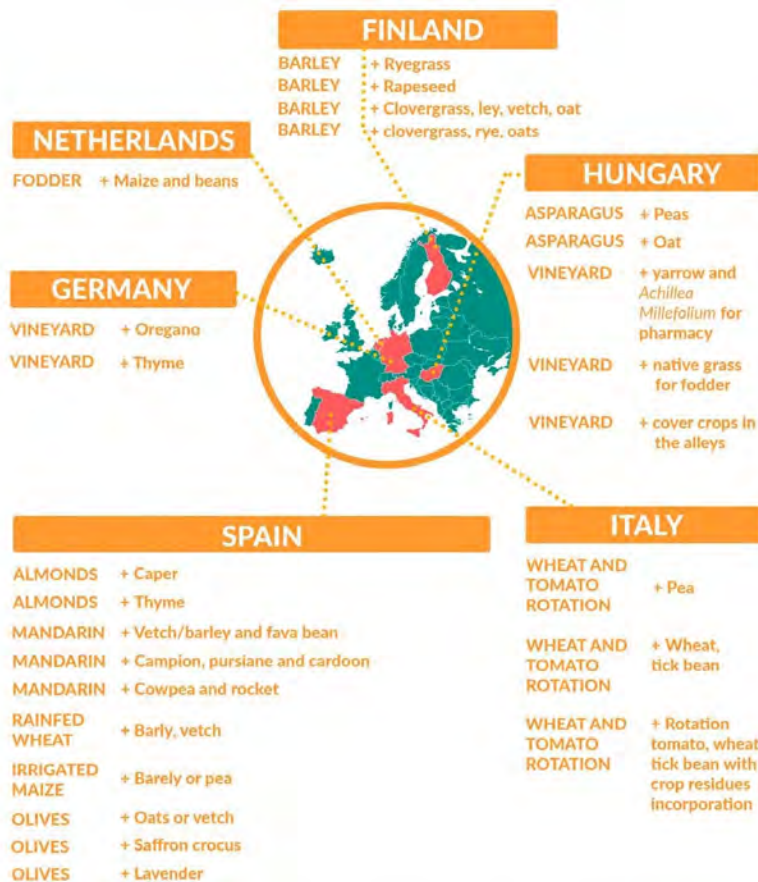 FINLAND
BARLEY + Ryegrass
BARLEY + Rapeseed
BARLEY + Clovergrass, ley, vetch, oat
BARLEY + clovergrass, rye, oats
NETHERLANDS
FODDER + Maize and beans
HUNGARY
ASPARAGUS + Peas
ASPARAGUS + Oat
VINEYARD + yarrow and
Achillea
Millefolium for
pharmacy
VINEYARD + native grass
for fodder
VINEYARD + cover crops in
the alleys
GERMANY
VINEYARD + Oregano
VINEYARD + Thyme
SPAIN
ALMONDS + Caper
ALMONDS + Thyme
MANDARIN + Vetch/barley and fava bean
MANDARIN + Campion, pursiane and cardoon
MANDARIN + Cowpea and rocket
RAINFED
WHEAT + Barly, vetch
IRRIGATED
MAIZE + Barely or pea
OLIVES + Oats or vetch
OLIVES + Saffron crocus
OLIVES + Lavender
ITALY
WHEAT AND
TOMATO + Pea
ROTATION
WHEAT AND + Wheat,
TOMATO tick bean
ROTATION
WHEAT AND + Rotation
TOMATO tomato, wheat
ROTATION tick bean with
crop residues
incorporation